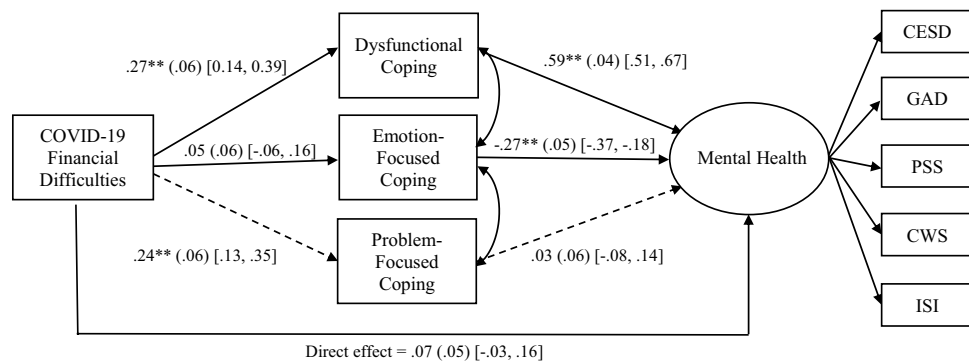 Dysfunctional
Coping
CESD
.27** (.06) [0.14, 0.39]
.59** (.04) [.51, .67]
GAD
COVID-19
Financial
Difficulties
.05 (.06) [-.06, .16]
Emotion-
Focused
Coping
-.27** (.05) [-.37, -.18]
Mental Health
PSS
.24** (.06) [.13, .35]
Problem-
Focused
Coping
.03 (.06) [-.08, .14]
CWS
ISI
Direct effect = .07 (.05) [-.03, .16]